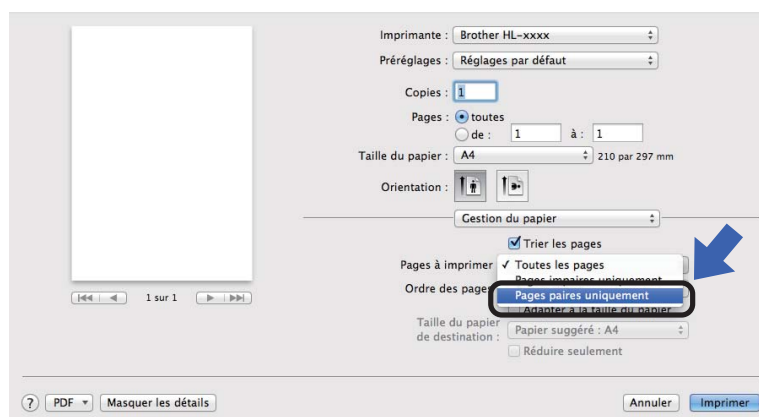 Imprimante : Brother HL-xxxx
Préréglages : Réglages par défaut
Copies : 1
Pages : toutes
de : 1 à : 1
Taille du papier : A4 210 par 297 mm
Orientation :
Gestion du papier
Trier les pages
Pages à imprimer ✓ Toutes les pages
Pages impaires uniquement
Ordre des pages Pages paires uniquement
Adapter à la taille du papier
Taille du papier
de destination : Papier suggéré : A4
Réduire seulement
1 sur 1
? PDF Masquer les détails Annuler Imprimer